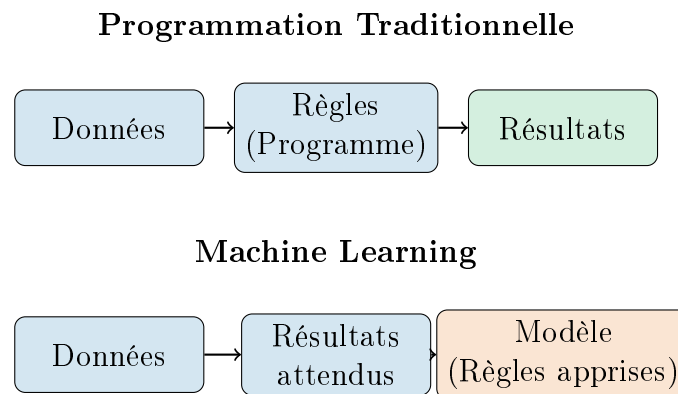 Programmation Traditionnelle
Données
Règles
(Programme)
Résultats
Machine Learning
Données
Résultats
attendus
Modèle
(Règles apprises)